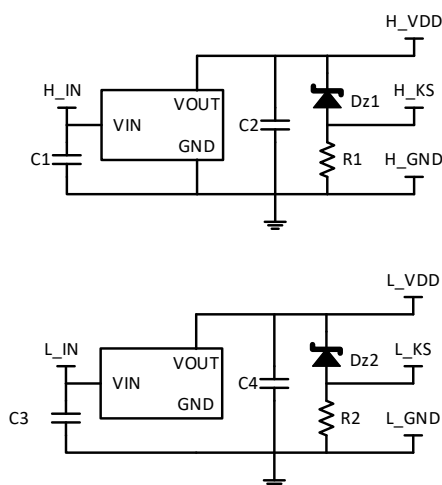 H_VDD
H_IN
VOUT
Dz1
H_KS
VIN
C2
GND
C1
R1
H_GND
L_VDD
L_IN
VOUT
Dz2
L_KS
VIN
C4
GND
C3
R2
L_GND